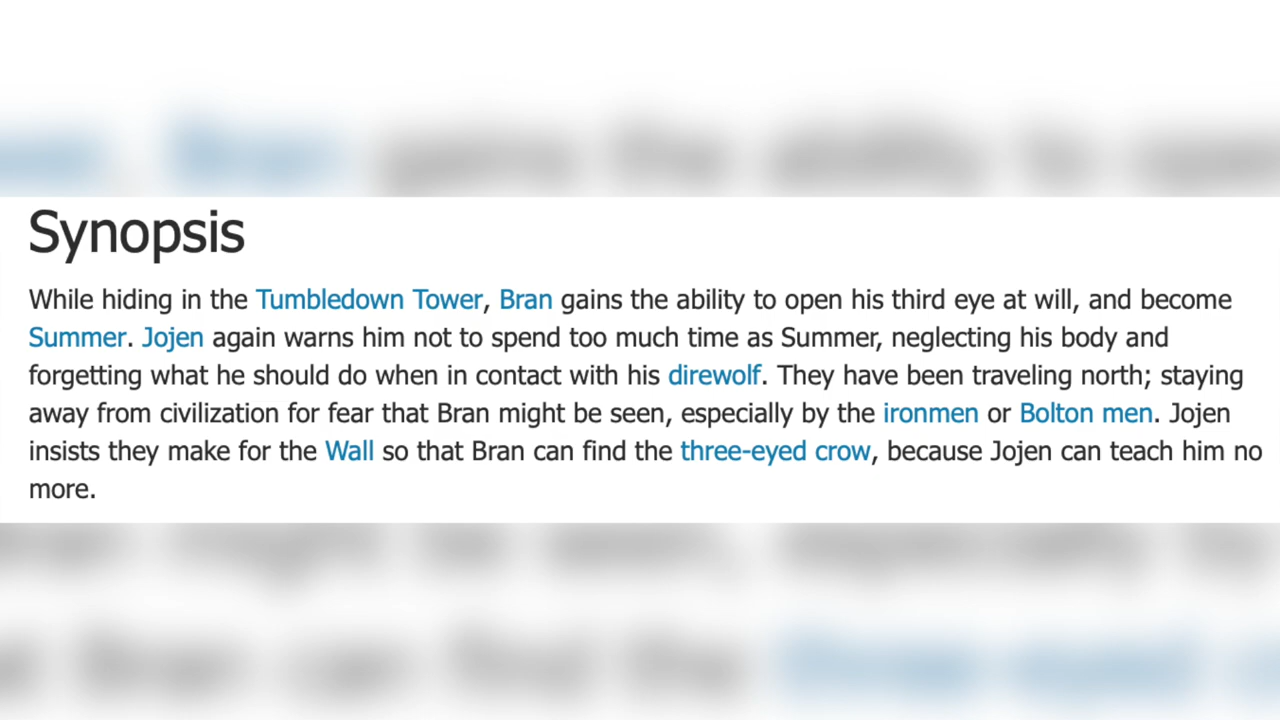 Synopsis
While hiding in the Tumbledown Tower, Bran gains the ability to open his third eye at will, and become
Summer. Jojen again warns him not to spend too much time as Summer, neglecting his body and
forgetting what he should do when in contact with his direwolf. They have been traveling north; staying
away from civilization for fear that Bran might be seen, especially by the ironmen or Bolton men. Jojen
insists they make for the Wall so that Bran can find the three-eyed crow, because Jojen can teach him no
more.